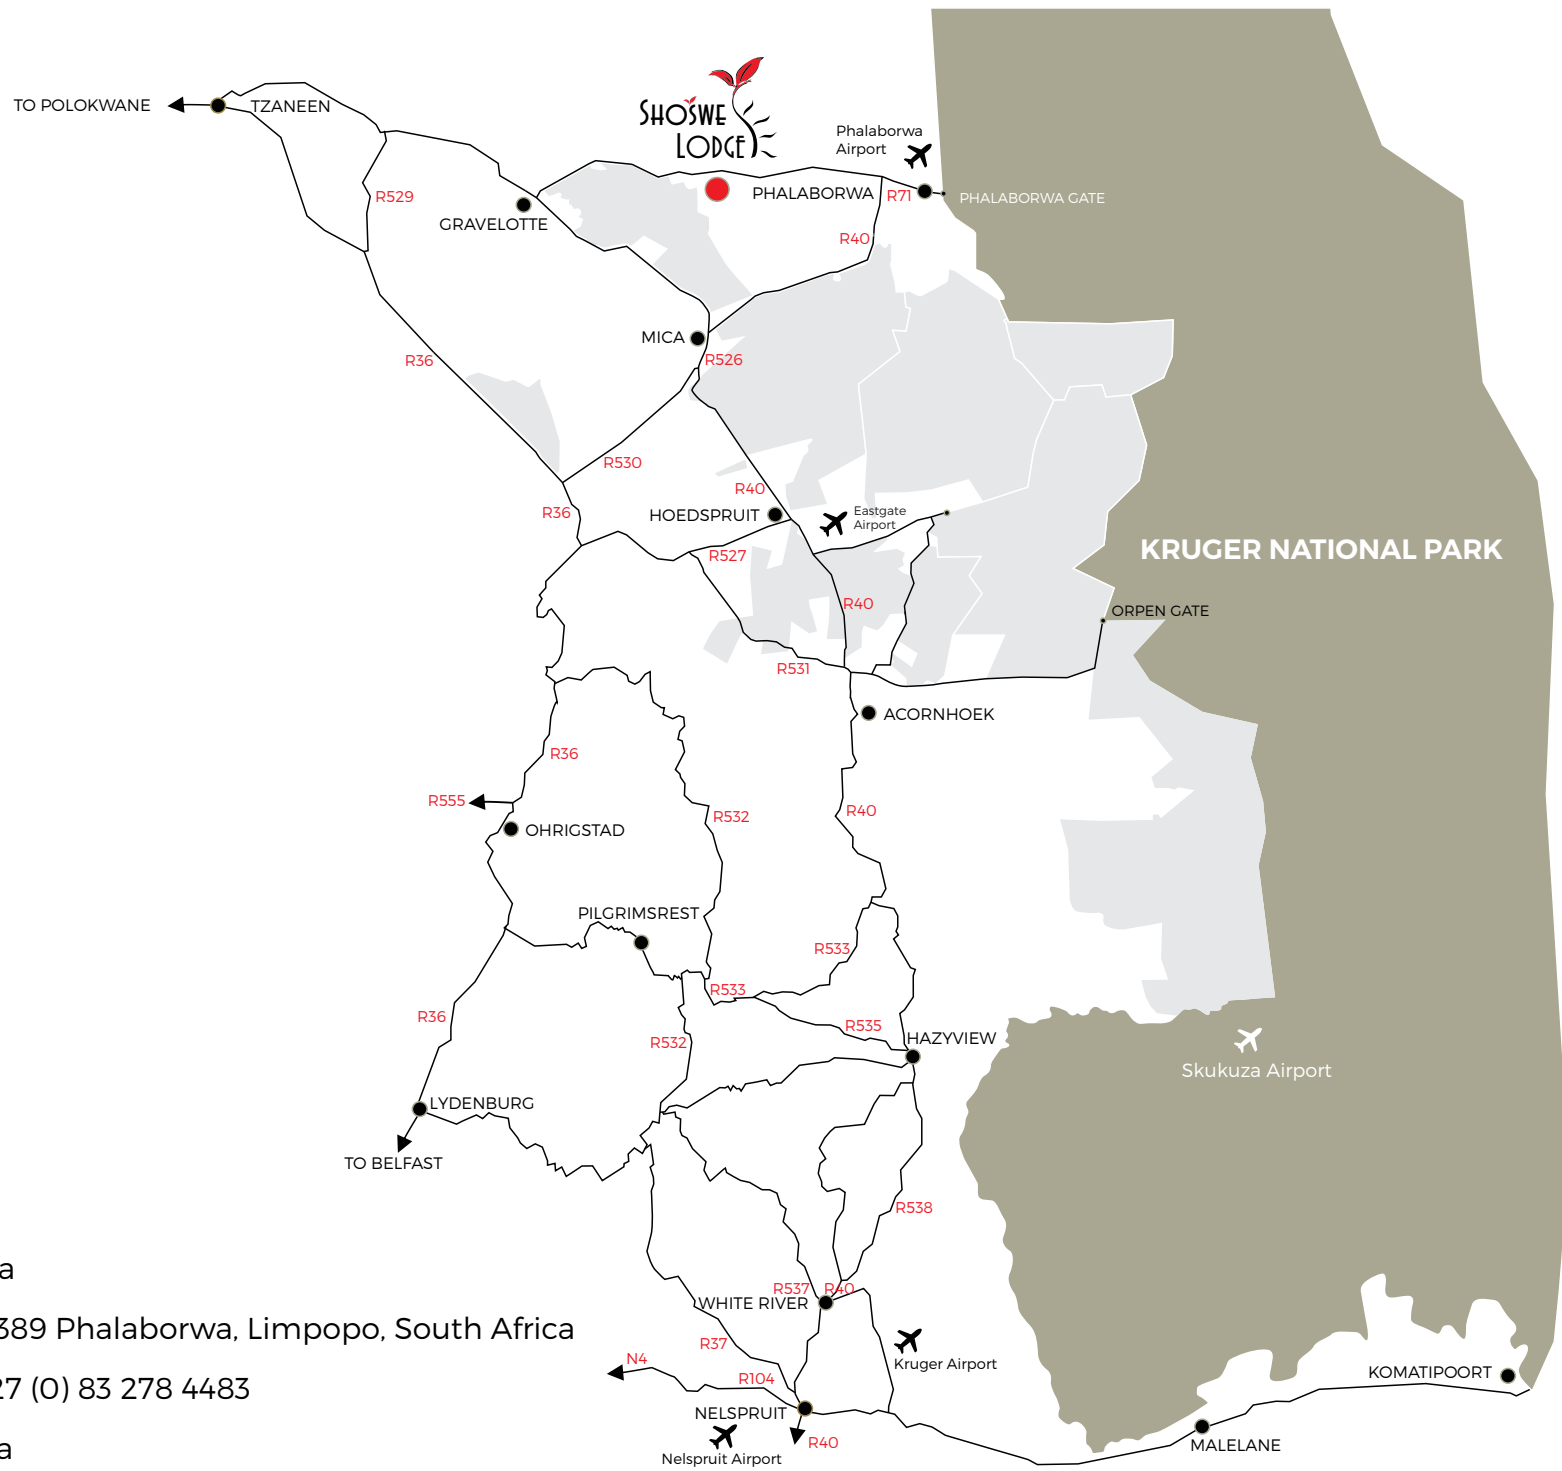 SHOSWE
LODGE
TO POLOKWANE
TZANEEN
Phalaborwa
Airport
PHALABORWA
R71
PHALABORWA GATE
R529
GRAVELOTTE
R40
MICA
R526
R36
R530
R40
HOEDSPRUIT
Eastgate
Airport
R36
R527
KRUGER NATIONAL PARK
R40
ORPEN GATE
R531
ACORNHOEK
R36
R555
R532
R40
OHRIGSTAD
PILGRIMSREST
R533
R533
R36
R535
R532
HAZYVIEW
Skukuza Airport
LYDENBURG
TO BELFAST
R538
R537
R40
WHITE RIVER
R37
Kruger Airport
N4
R104
KOMATIPOORT
NELSPRUIT
R40
Nelspruit Airport
MALELANE
a
389 Phalaborwa, Limpopo, South Africa
27 (0) 83 278 4483
a